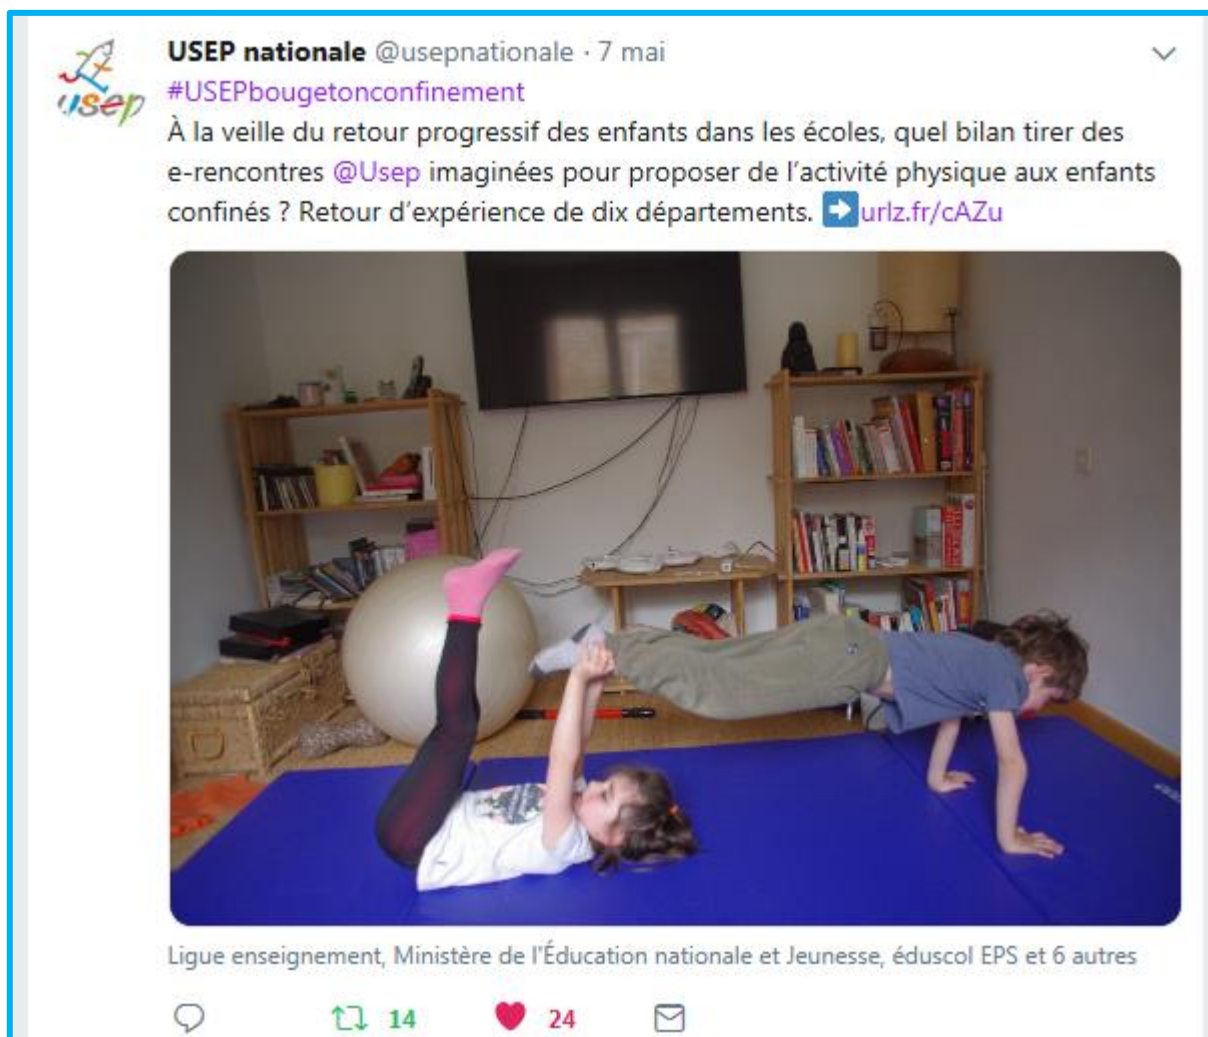 USEP nationale @usepnationale · 7 mai
usep
#USEPbougetonconfinement
À la veille du retour progressif des enfants dans les écoles, quel bilan tirer des
e-rencontres @Usep imaginées pour proposer de l’activité physique aux enfants
confinés ? Retour d’expérience de dix départements. ➡urlz.fr/cAZu
Ligue enseignement, Ministère de l'Éducation nationale et Jeunesse, éduscol EPS et 6 autres
14 24